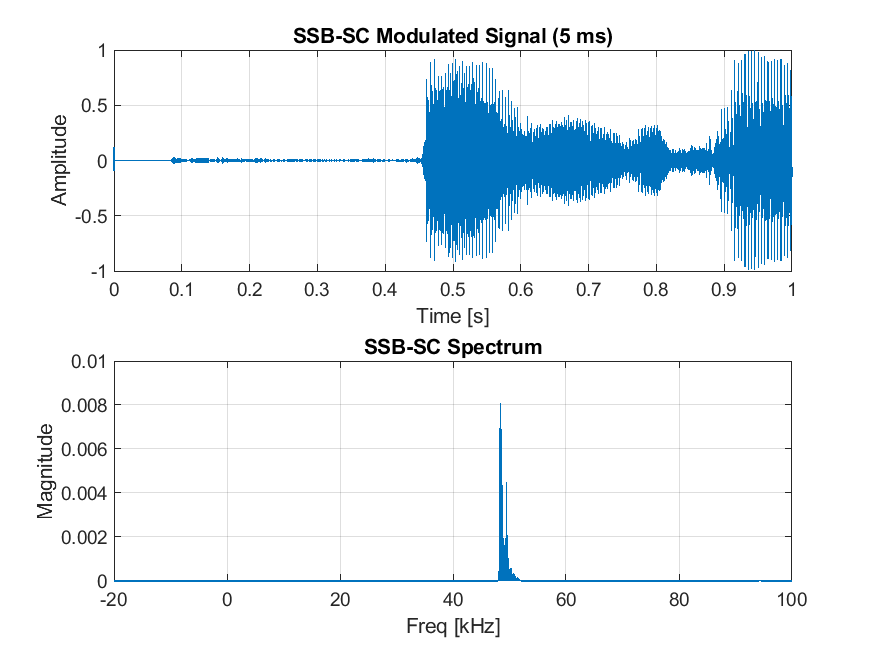 SSB-SC Modulated Signal (5 ms)
1
0.5
0
-0.5
-1
Amplitude
0 0.1 0.2 0.3 0.4 0.5 0.6 0.7 0.8 0.9 1
Time [s]
SSB-SC Spectrum
0.01
0.008
0.006
0.004
0.002
0
Magnitude
-20 0 20 40 60 80 100
Freq [kHz]